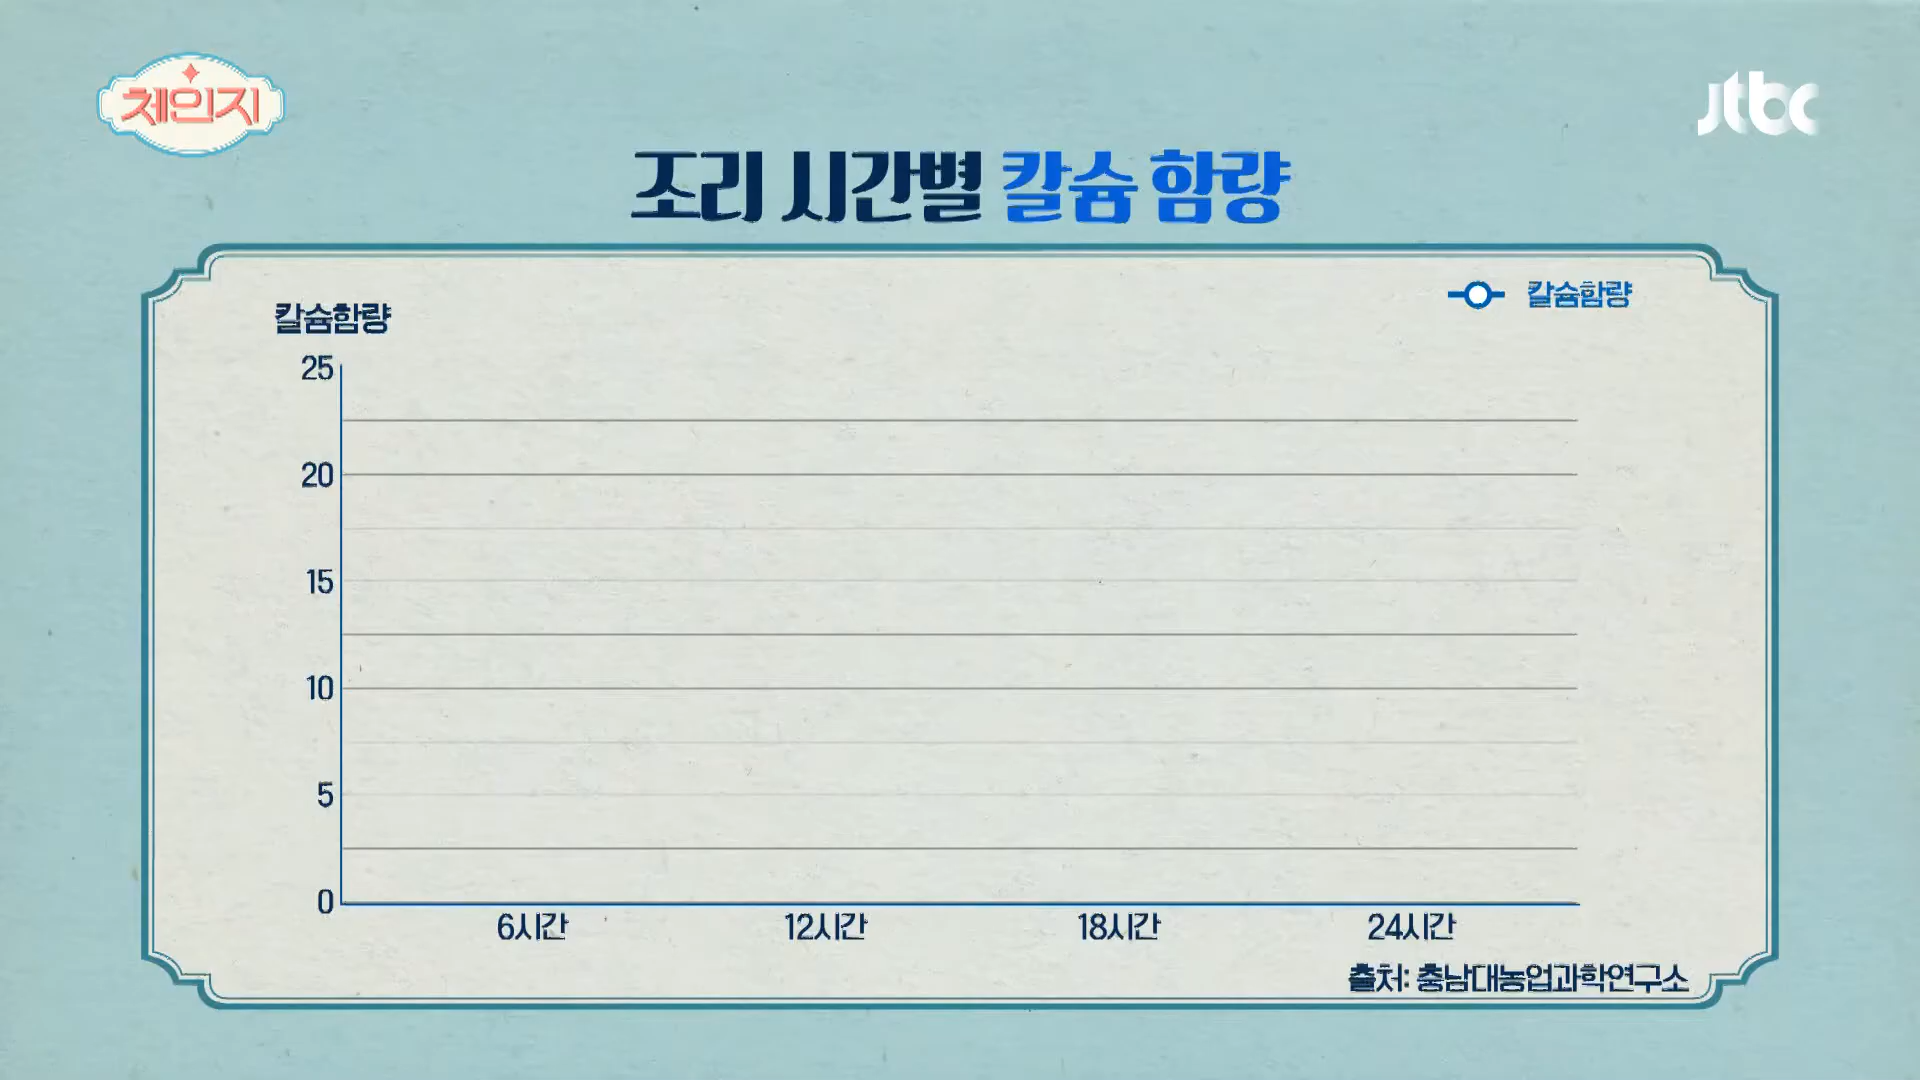 체인지
jtbc
조리 시간별 칼슘 함량
칼슘함량
칼슘함량
25
20
15
10
5
0
6시간 12시간 18시간 24시간
출처: 충남대농업과학연구소